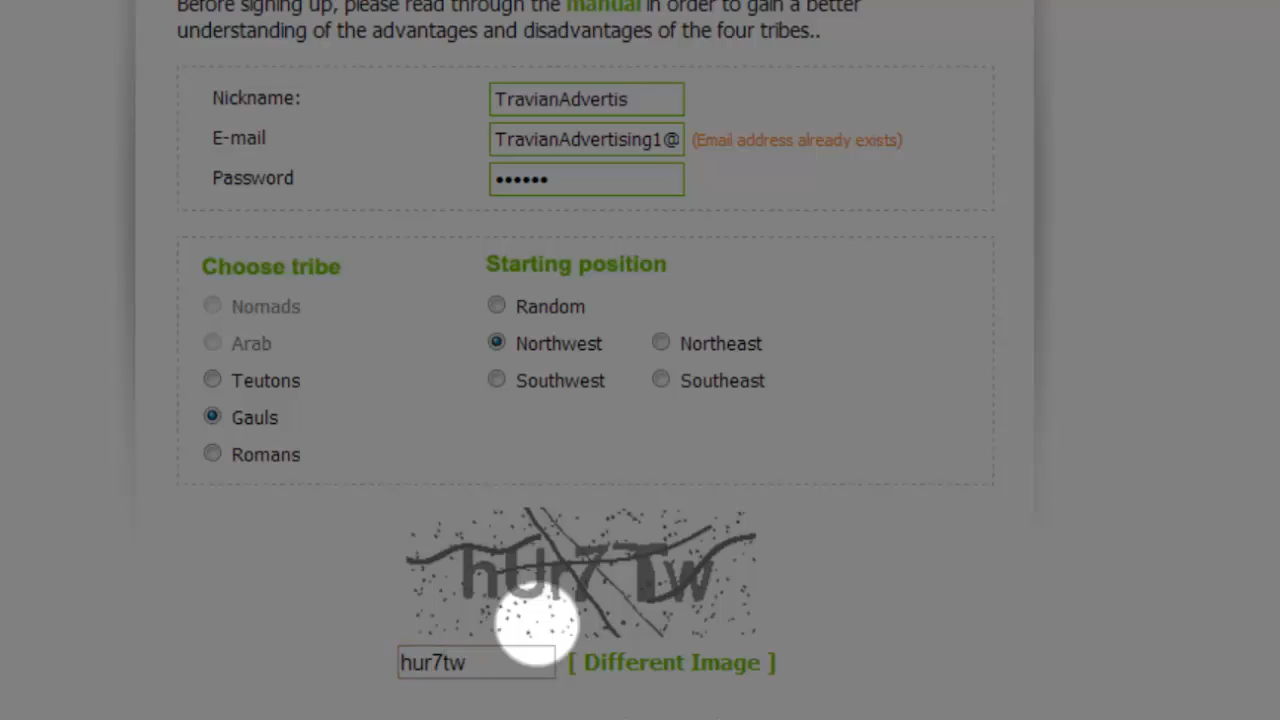 Before signing up, please read through the manual in order to gain a better
understanding of the advantages and disadvantages of the four tribes..
Nickname: TravianAdvertis
E-mail TravianAdvertising1@ (Email address already exists)
Password ••••••
Choose tribe Starting position
Nomads Random
Arab Northwest Northeast
Teutons Southwest Southeast
Gauls
Romans
hUr7Tw
hur7tw [ Different Image ]